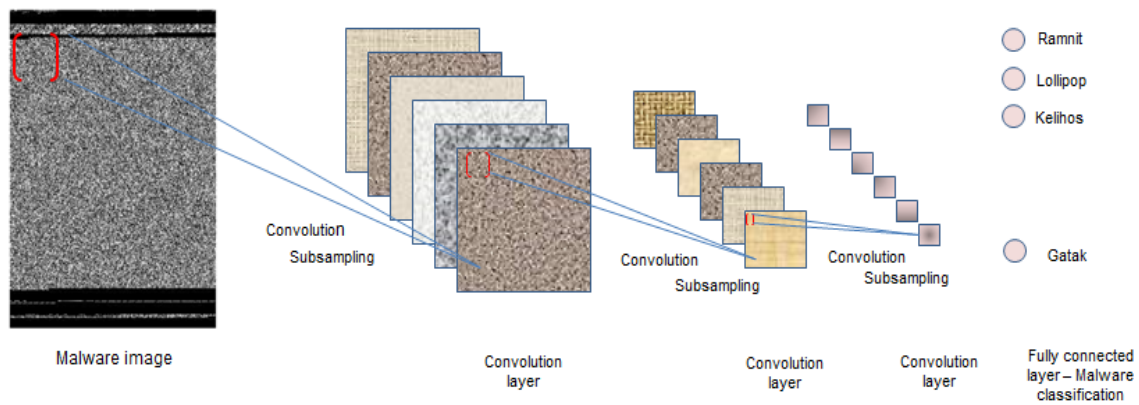 Ramnit
Lollipop
Kelihos
Gatak
Convolution
Subsampling
Convolution
Subsampling
Convolution
Subsampling
Malware image
Convolution
layer
Convolution
layer
Convolution
layer
Fully connected
layer – Malware
classification